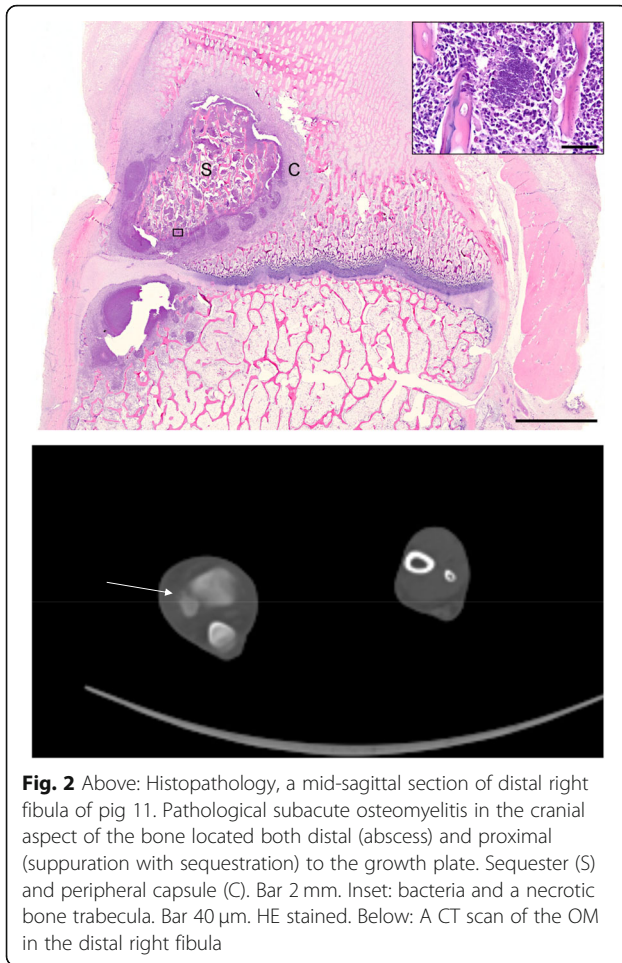 S
C
Fig. 2 Above: Histopathology, a mid-sagittal section of distal right
fibula of pig 11. Pathological subacute osteomyelitis in the cranial
aspect of the bone located both distal (abscess) and proximal
(suppuration with sequestration) to the growth plate. Sequester (S)
and peripheral capsule (C). Bar 2 mm. Inset: bacteria and a necrotic
bone trabecula. Bar 40 μm. HE stained. Below: A CT scan of the OM
in the distal right fibula